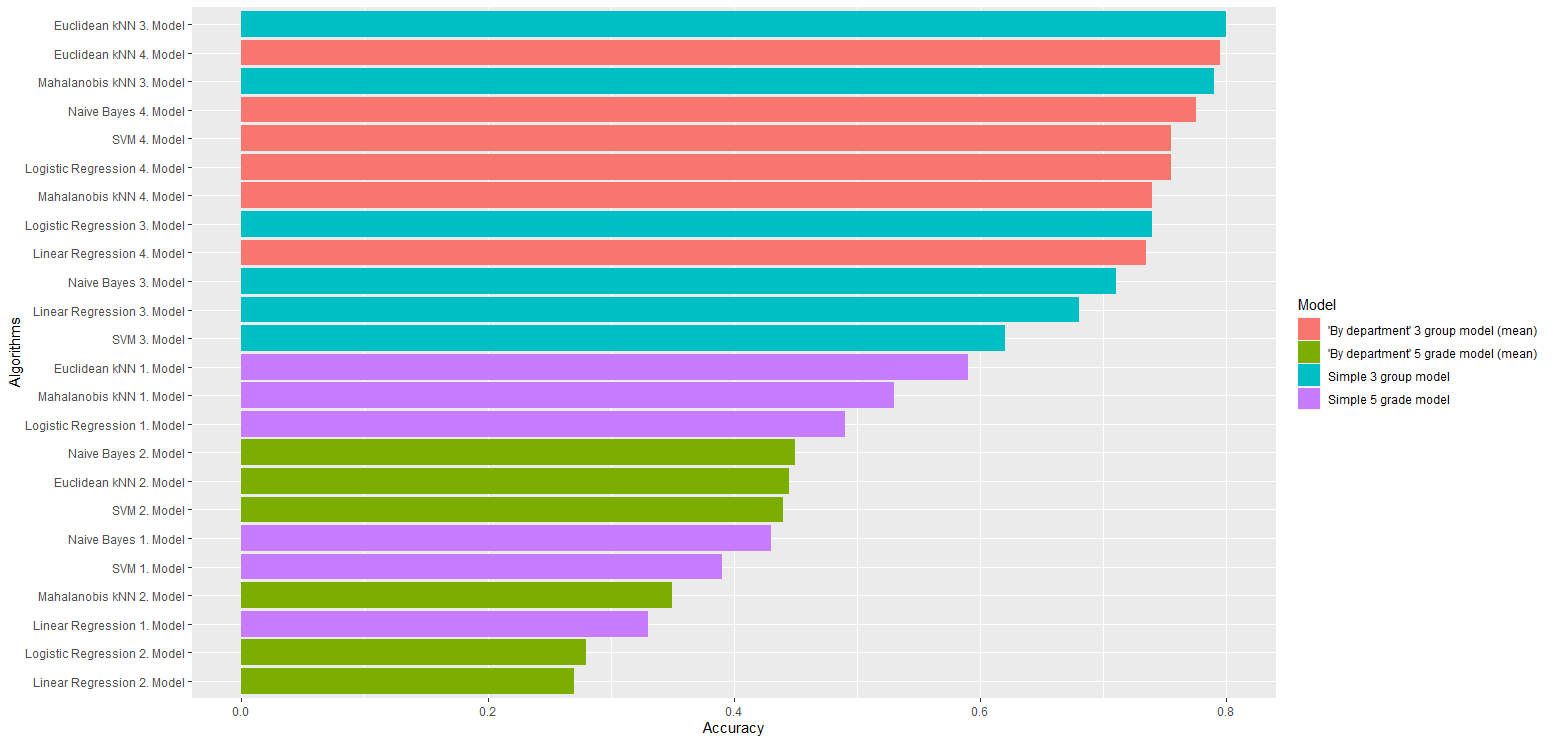 Euclidean kNN 3. Model
Euclidean kNN 4. Model
Mahalanobis kNN 3. Model
Naive Bayes 4. Model
SVM 4. Model
Logistic Regression 4. Model
Mahalanobis kNN 4. Model
Logistic Regression 3. Model
Linear Regression 4. Model
Naive Bayes 3. Model
Linear Regression 3. Model
SVM 3. Model
Euclidean kNN 1. Model
Mahalanobis kNN 1. Model
Logistic Regression 1. Model
Naive Bayes 2. Model
Euclidean kNN 2. Model
SVM 2. Model
Naive Bayes 1. Model
SVM 1. Model
Mahalanobis kNN 2. Model
Linear Regression 1. Model
Logistic Regression 2. Model
Linear Regression 2. Model
Algorithms
0.0 0.2 0.4 0.6 0.8
Accuracy
Model
'By department' 3 group model (mean)
'By department' 5 grade model (mean)
Simple 3 group model
Simple 5 grade model